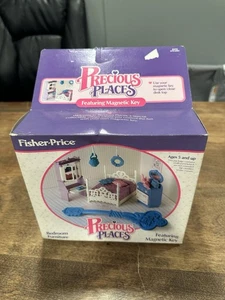 PRECIOUS
PLACES
Featuring Magnetic Key
Fisher-Price
Ages 3 and up
PRECIOUS
PLACES
Bedroom
Furniture
Featuring
Magnetic Key